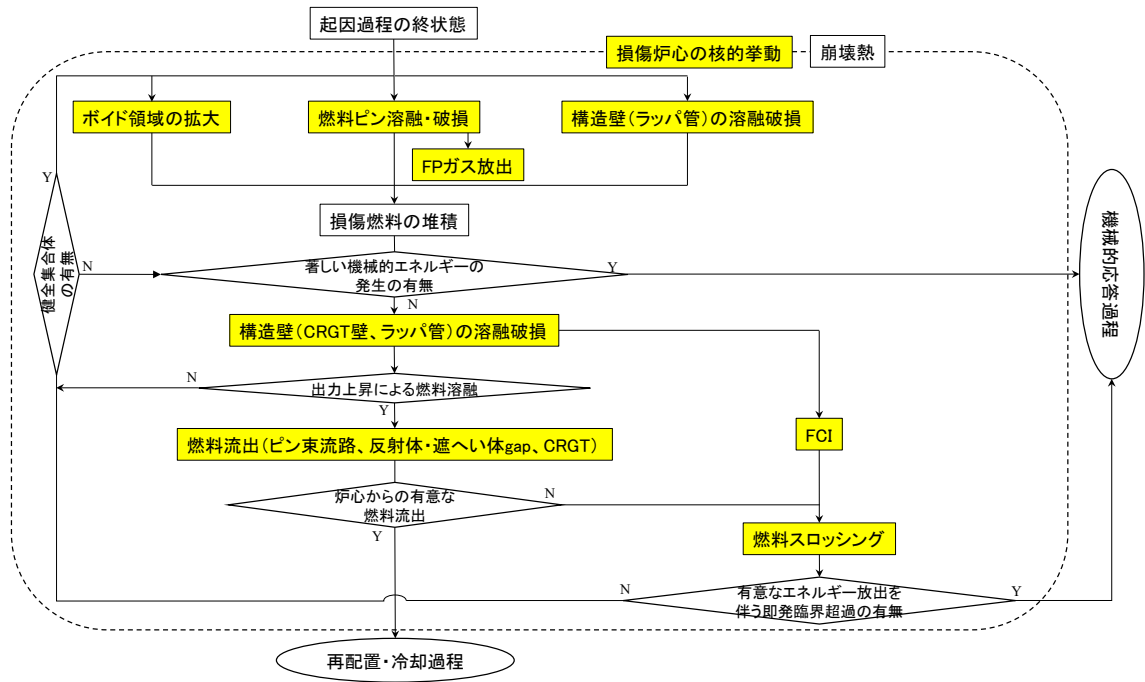 起因過程の終状態
損傷炉心の核的挙動
崩壊熱
ボイド領域の拡大
燃料ピン溶融・破損
構造壁(ラッパ管)の溶融破損
FPガス放出
Y
損傷燃料の堆積
健全集合体
の有無
N
著しい機械的エネルギーの
発生の有無
Y
機械的応答過程
N
構造壁(CRGT壁、ラッパ管)の溶融破損
N
出力上昇による燃料溶融
Y
燃料流出(ピン束流路、反射体・遮へい体gap、CRGT)
FCI
炉心からの有意な
燃料流出
N
Y
燃料スロッシング
N
有意なエネルギー放出を
伴う即発臨界超過の有無
Y
再配置・冷却過程